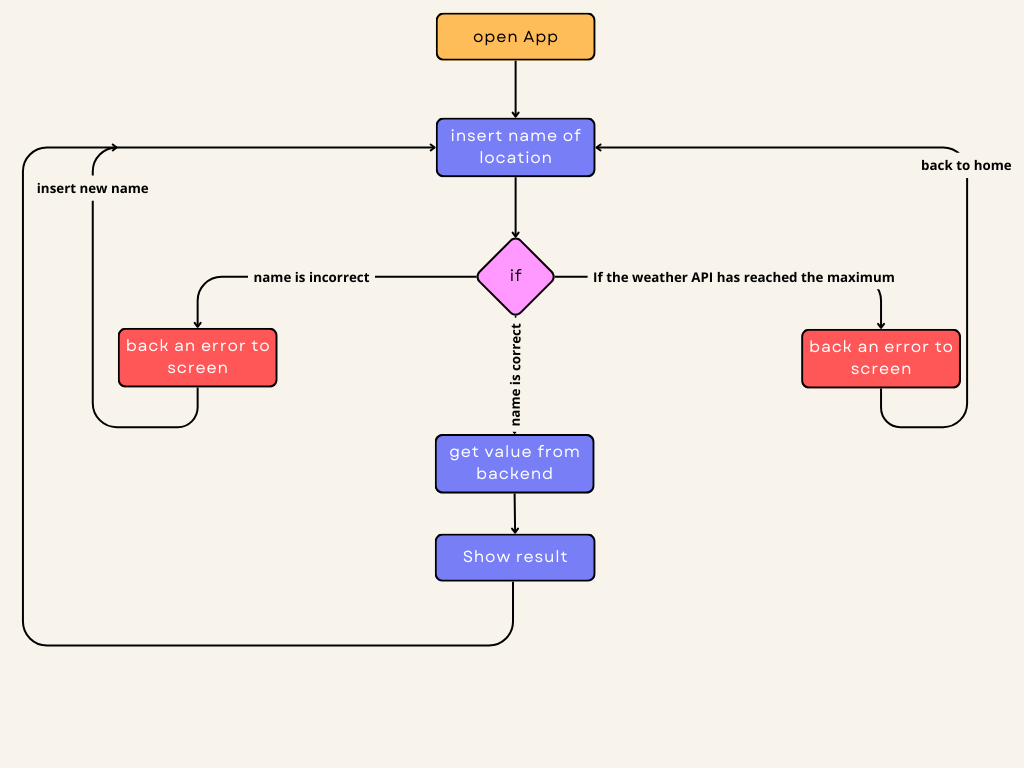 open App
insert name of
location
back to home
insert new name
if
name is incorrect
If the weather API has reached the maximum
name is correct
back an error to
screen
back an error to
screen
get value from
backend
Show result